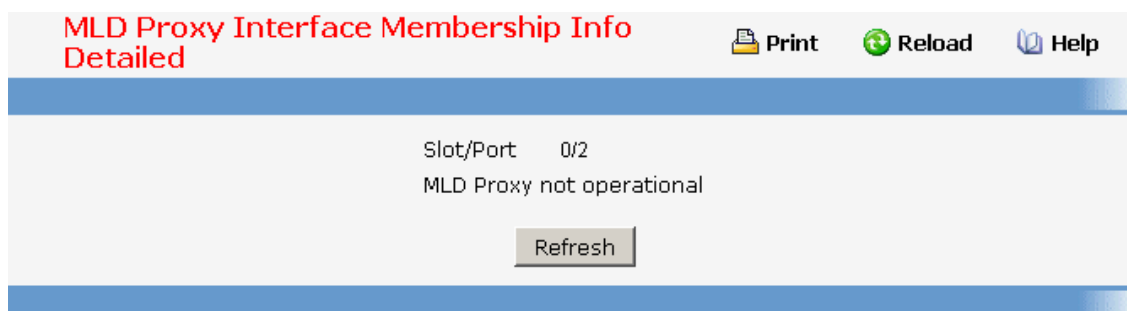 MLD Proxy Interface Membership Info
Detailed
Print Reload Help
Slot/Port 0/2
MLD Proxy not operational
Refresh